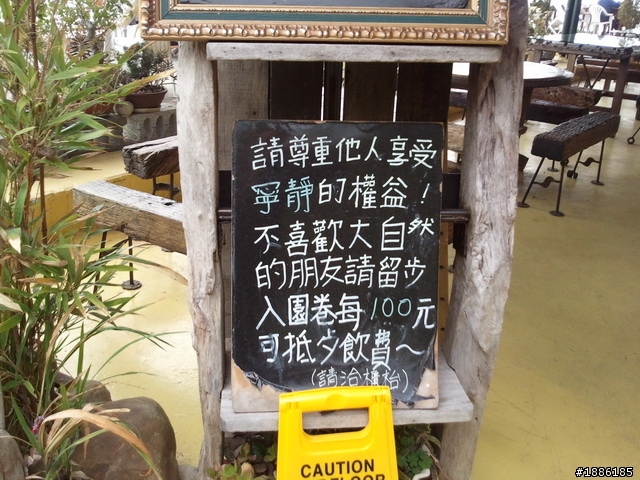 請尊重他人享受
寧靜的權益！
不喜歡大自然
的朋友請留步
入園卷每100元
可抵夕飲費～
(請洽櫃枱)
CAUTION
#1886185